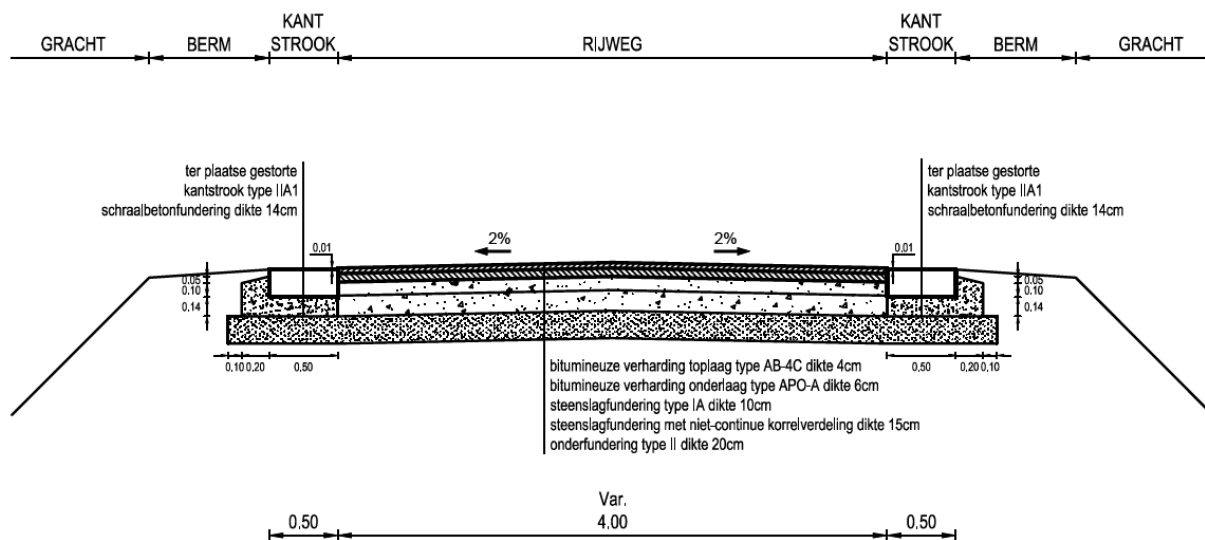 KANT KANT
GRACHT BERM STROOK RIJWEG STROOK BERM GRACHT
ter plaatse gestorte
kantstrook type IIA1
schraalbetonfundering dikte 14cm
ter plaatse gestorte
kantstrook type IIA1
schraalbetonfundering dikte 14cm
0.01 2% 2% 0.01
0.05 0.05
0.10 0.10
0.14 0.14
0.10 0.20 0.50 0.50 0.20 0.10
bitumineuze verharding toplaag type AB-4C dikte 4cm
bitumineuze verharding onderlaag type APO-A dikte 6cm
steenslagfundering type IA dikte 10cm
steenslagfundering met niet-continue korrelverdeling dikte 15cm
onderfundering type II dikte 20cm
Var.
0.50 4.00 0.50